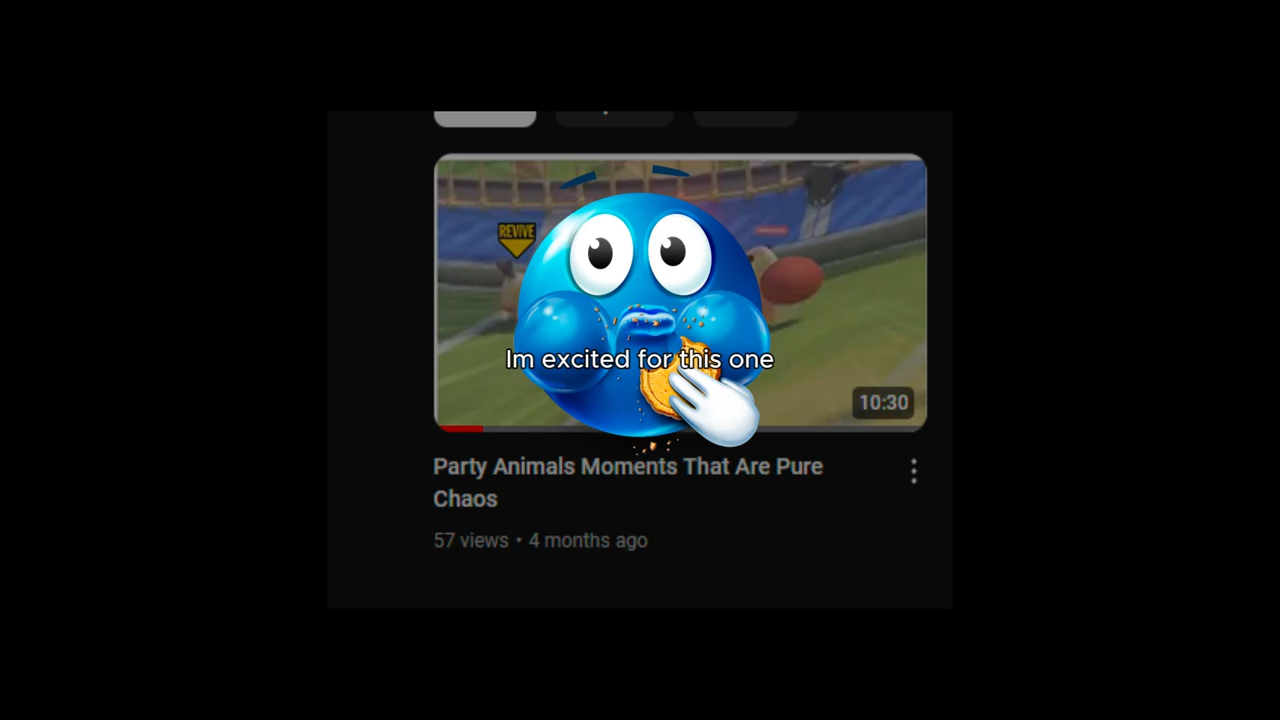 REVIVE
Im excited for this one
10:30
Party Animals Moments That Are Pure
Chaos
57 views • 4 months ago